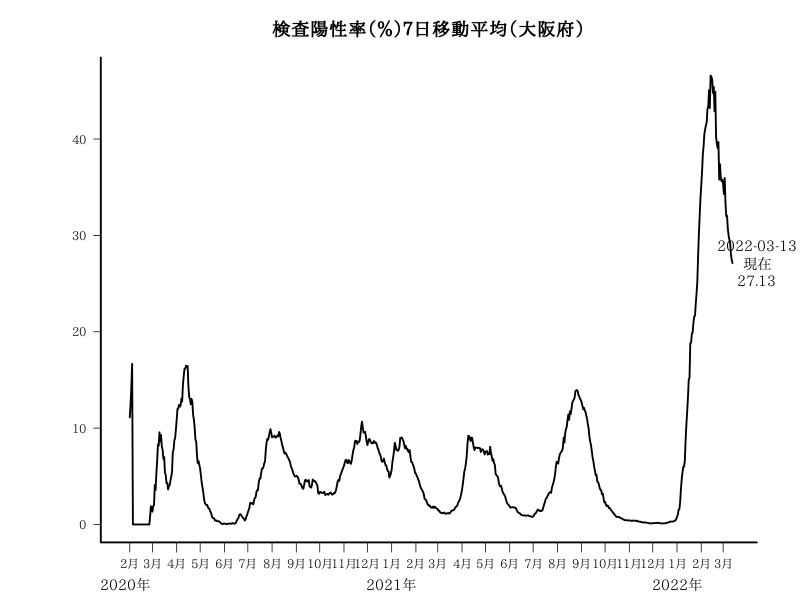 検査陽性率(%)7日移動平均(大阪府)
40
30
20
10
0
2022-03-13
現在
27.13
2月 3月 4月 5月 6月 7月 8月 9月 10月 11月 12月 1月 2月 3月 4月 5月 6月 7月 8月 9月 10月 11月 12月 1月 2月 3月
2020年 2021年 2022年